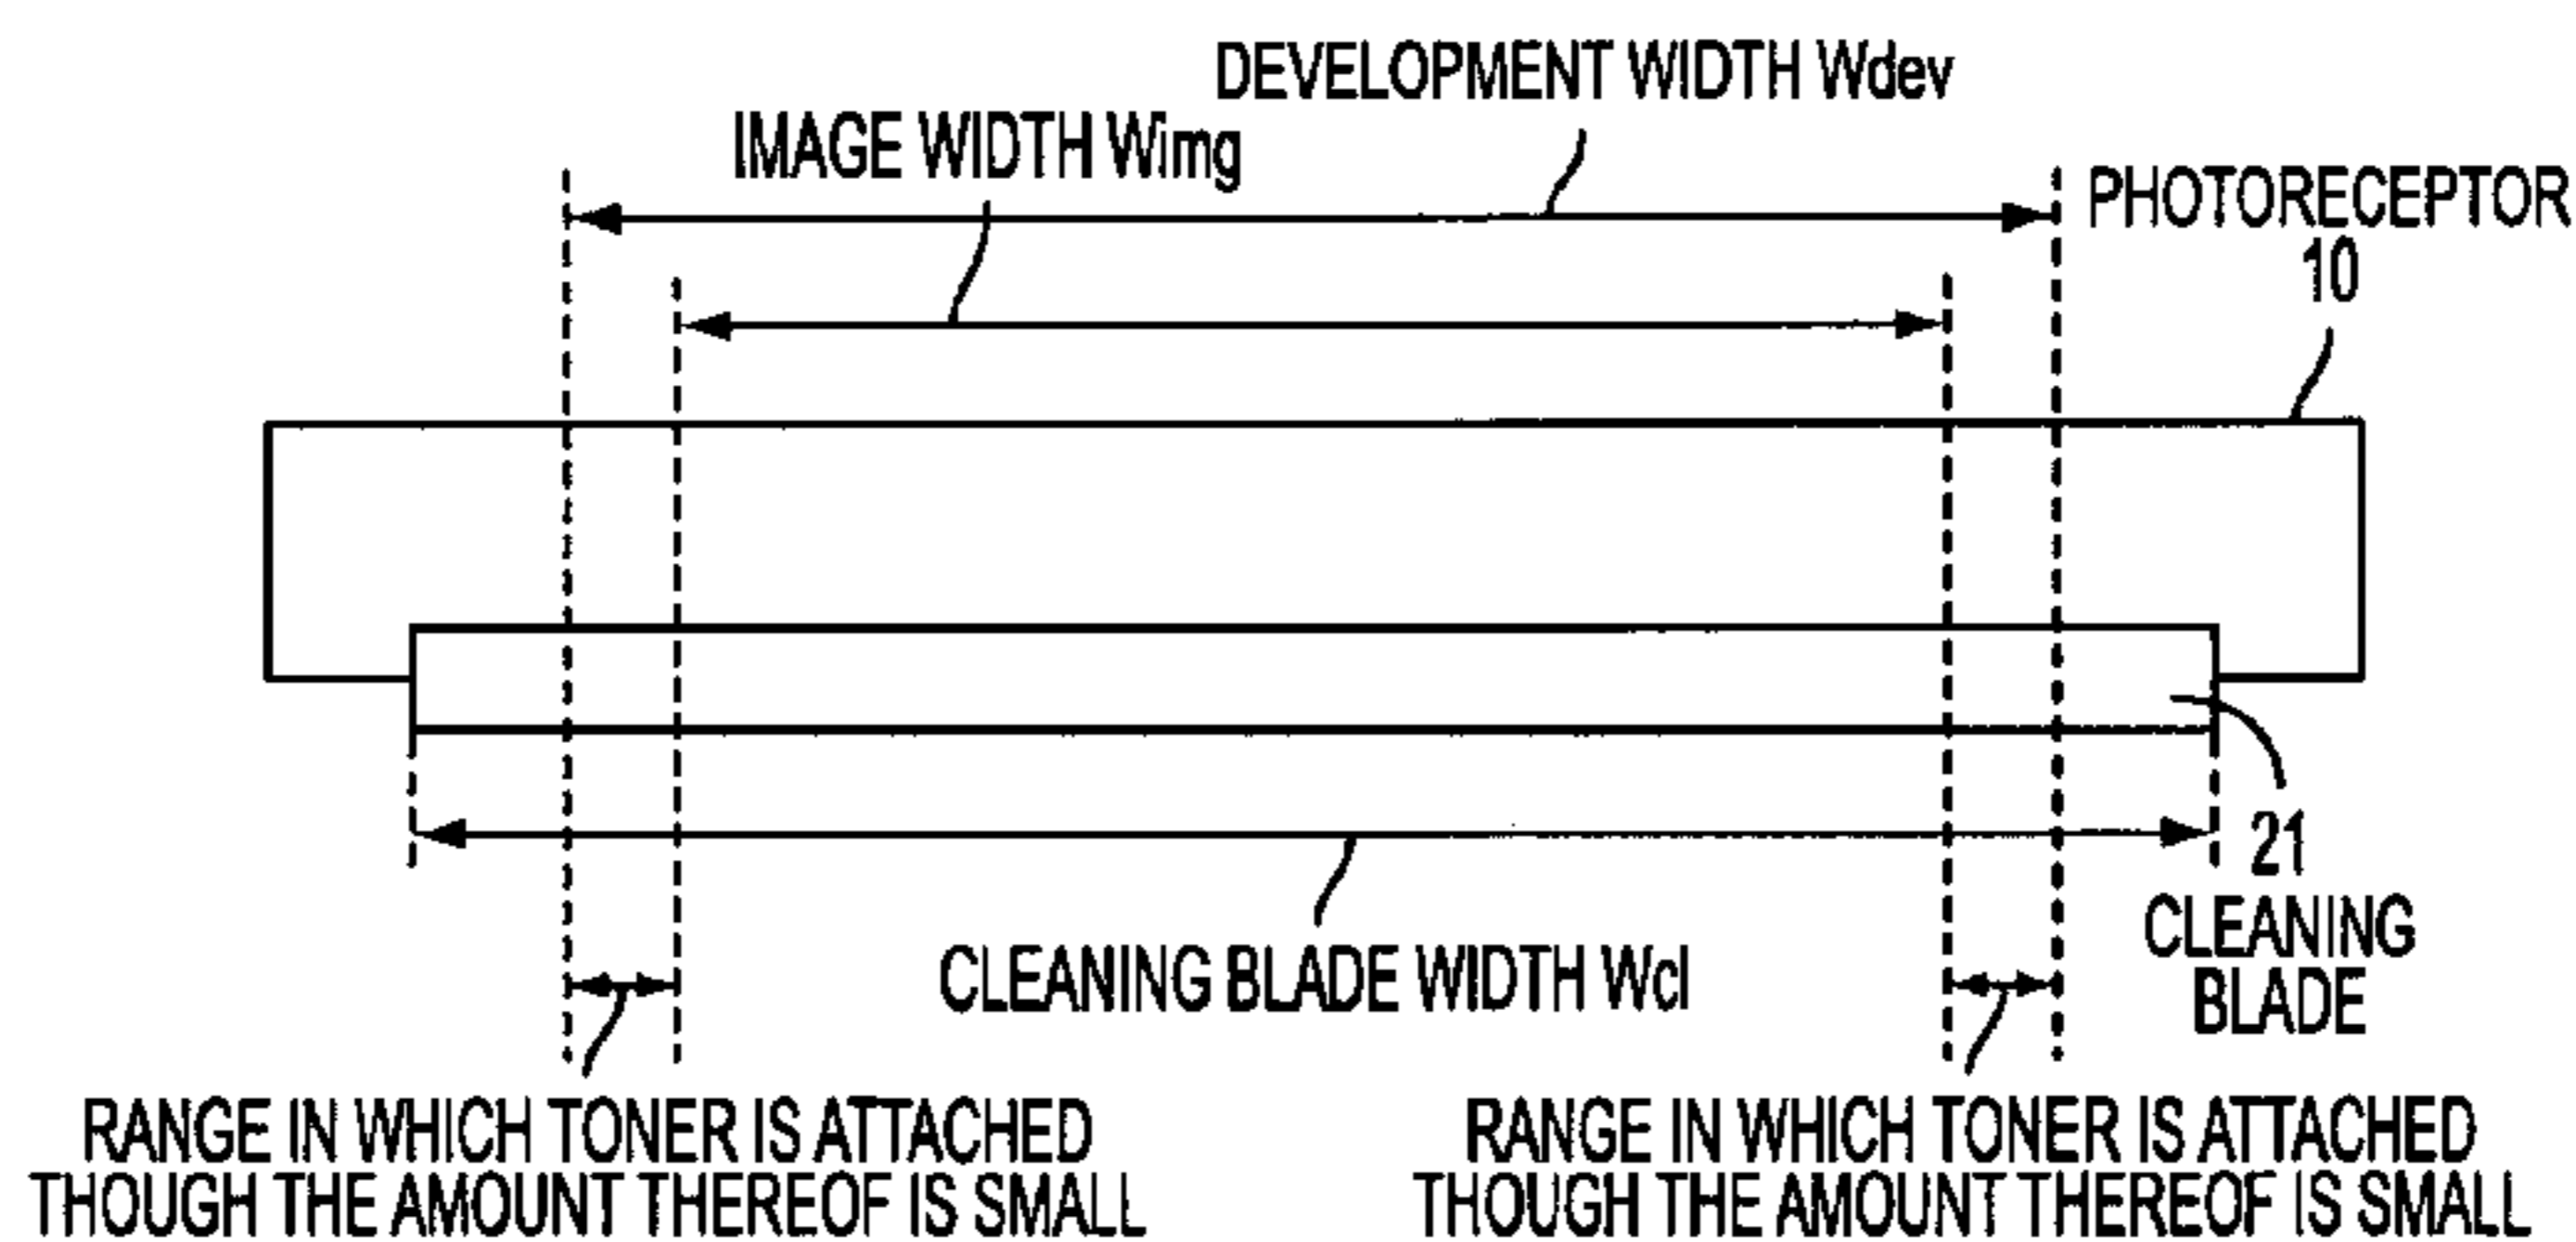 DEVELOPMENT WIDTH Wdev
IMAGE WIDTH Wimg
PHOTORECEPTOR
10
21
CLEANING
BLADE
CLEANING BLADE WIDTH Wcl
RANGE IN WHICH TONER IS ATTACHED
THOUGH THE AMOUNT THEREOF IS SMALL
RANGE IN WHICH TONER IS ATTACHED
THOUGH THE AMOUNT THEREOF IS SMALL